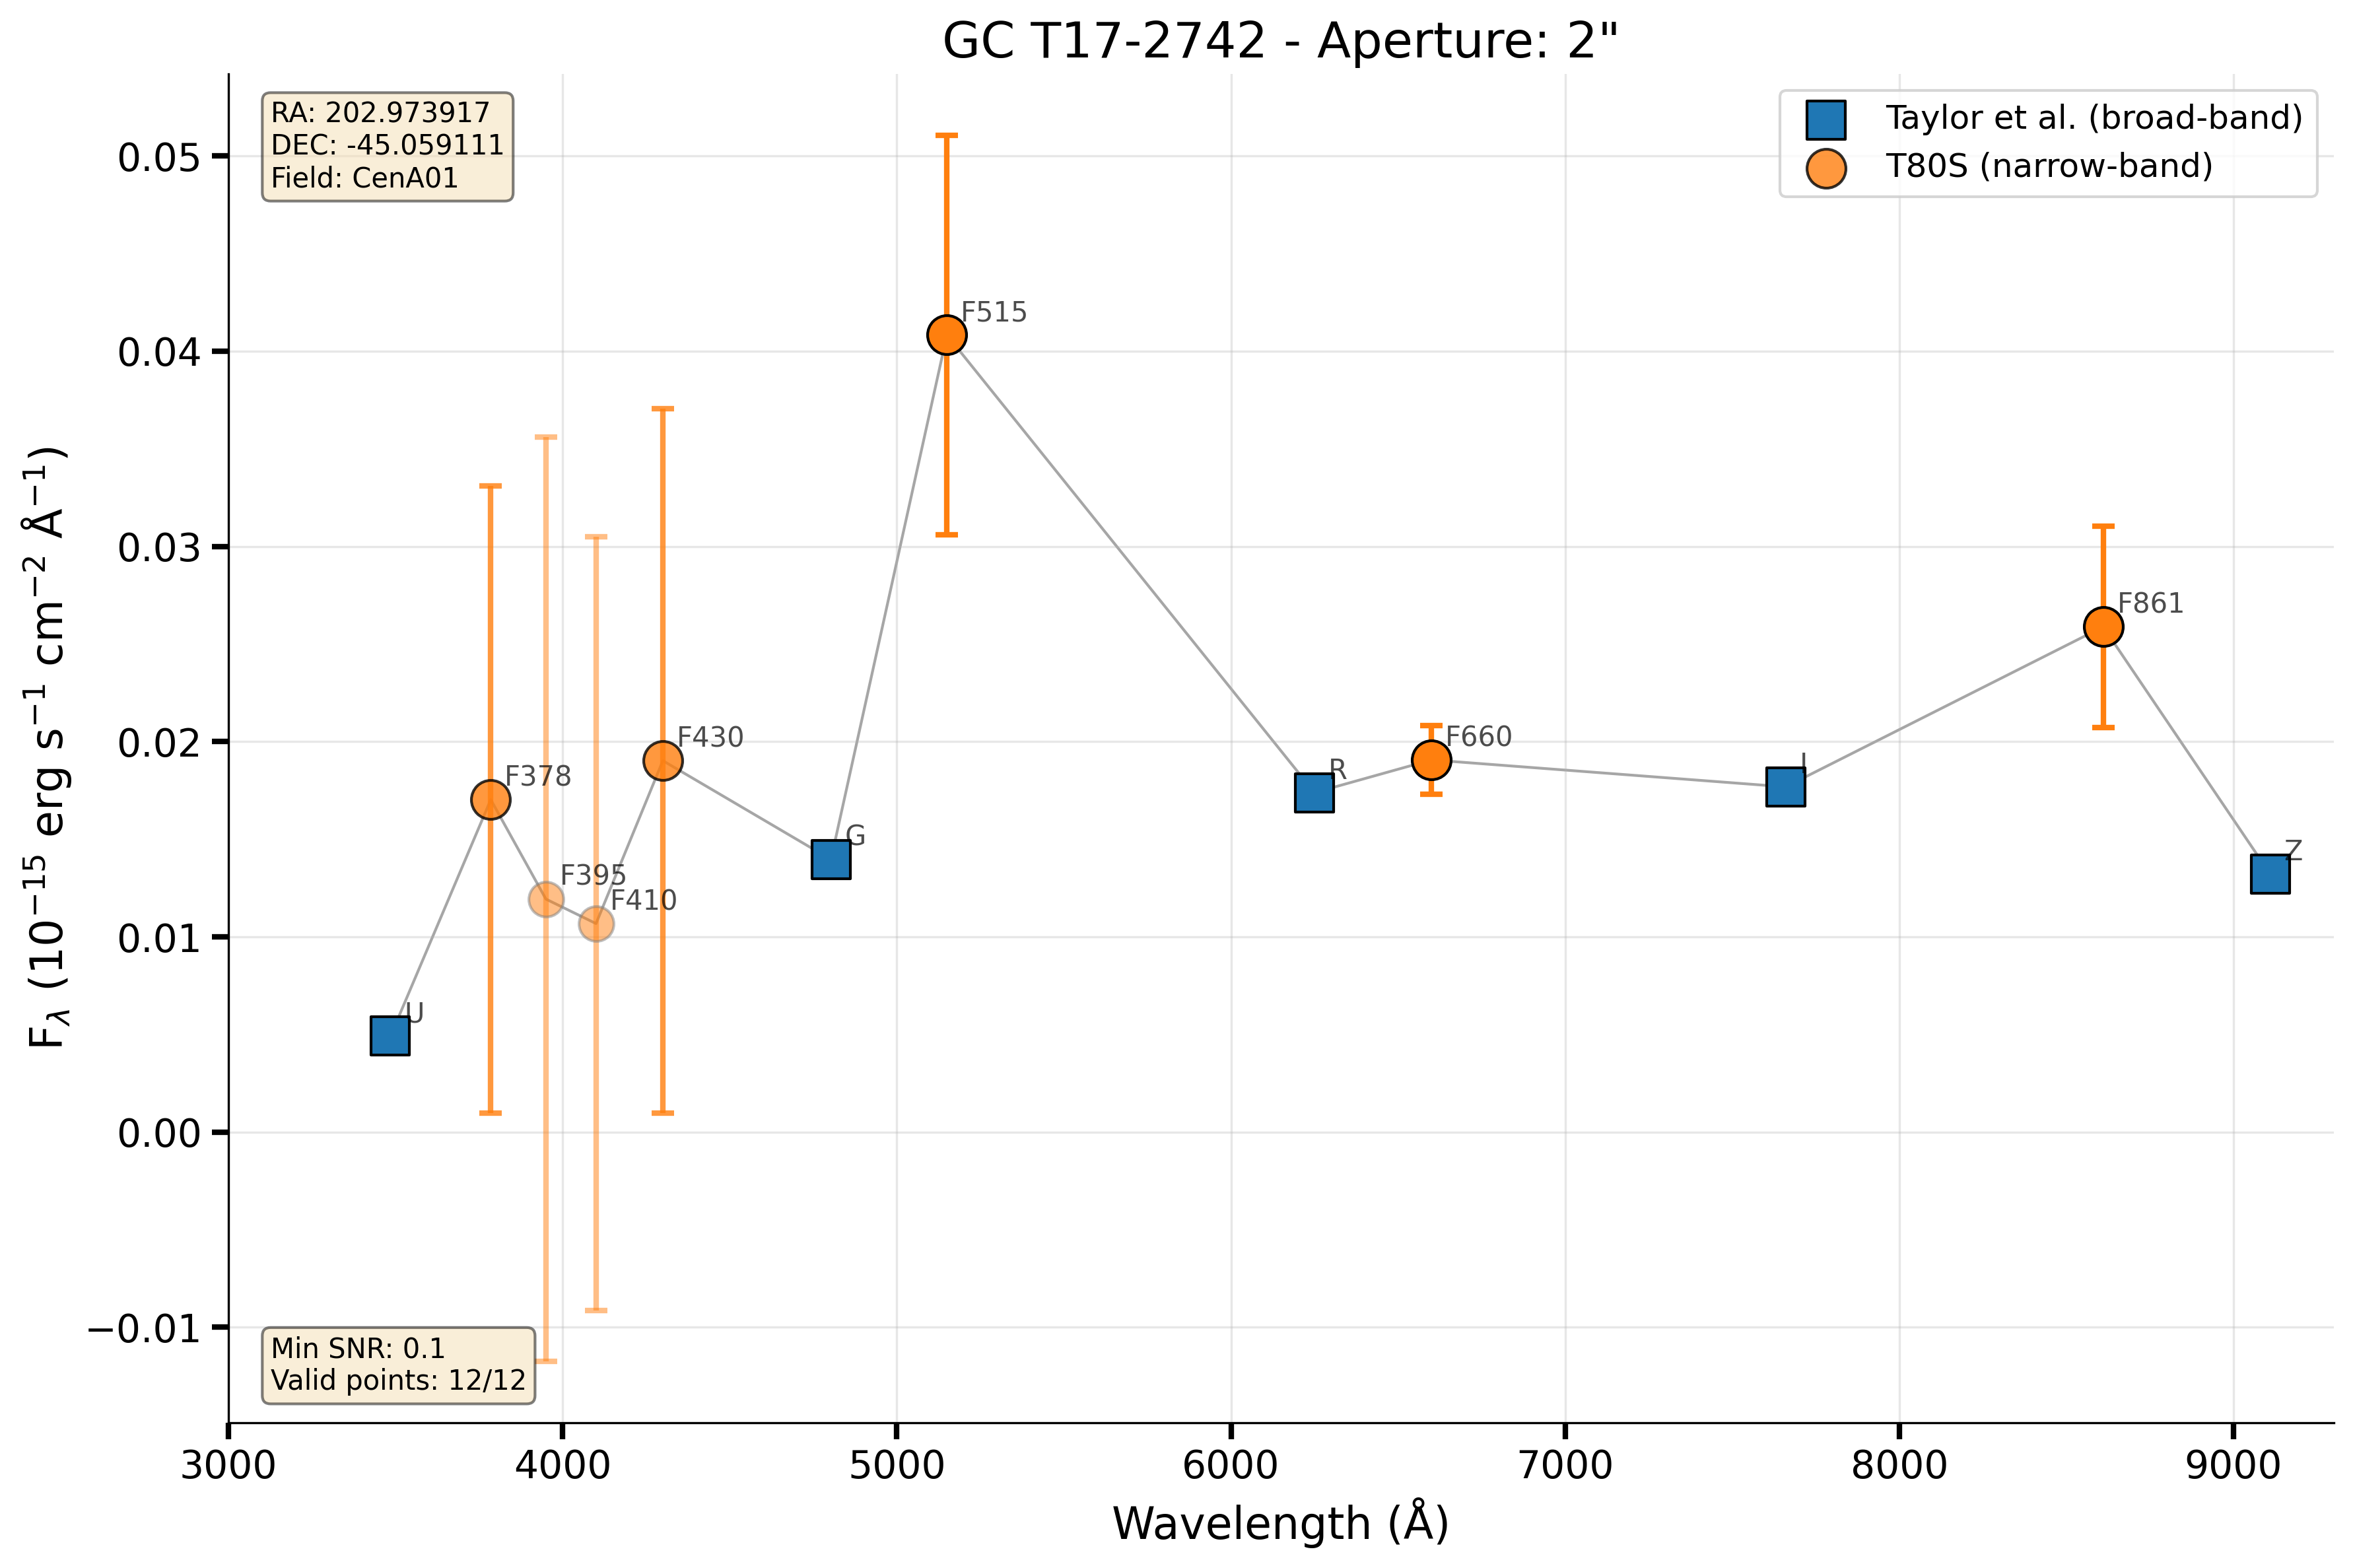 GC T17-2742 - Aperture: 2"
RA: 202.973917
DEC: -45.059111
Field: CenA01
Taylor et al. (broad-band)
T80S (narrow-band)
0.05
0.04
0.03
0.02
0.01
0.00
−0.01
F_λ (10⁻¹⁵ erg s⁻¹ cm⁻² Å⁻¹)
U
F378
F395
F410
F430
G
F515
R
F660
I
F861
Z
Min SNR: 0.1
Valid points: 12/12
3000 4000 5000 6000 7000 8000 9000
Wavelength (Å)